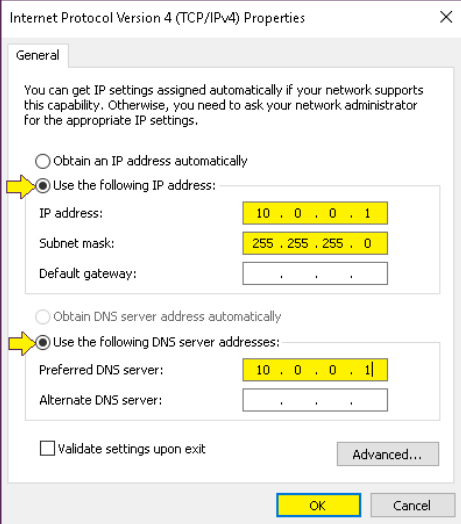 Internet Protocol Version 4 (TCP/IPv4) Properties
General
You can get IP settings assigned automatically if your network supports
this capability. Otherwise, you need to ask your network administrator
for the appropriate IP settings.
Obtain an IP address automatically
Use the following IP address:
IP address: 10 . 0 . 0 . 1
Subnet mask: 255 . 255 . 255 . 0
Default gateway: . . .
Obtain DNS server address automatically
Use the following DNS server addresses:
Preferred DNS server: 10 . 0 . 0 . 1
Alternate DNS server: . . .
Validate settings upon exit
Advanced...
OK Cancel